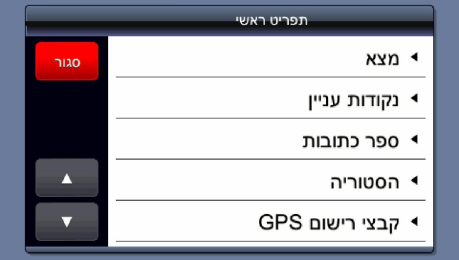 תפריט ראשי
סגור
מצא
נקודות עניין
ספר כתובות
הסטוריה
קבצי רישום GPS